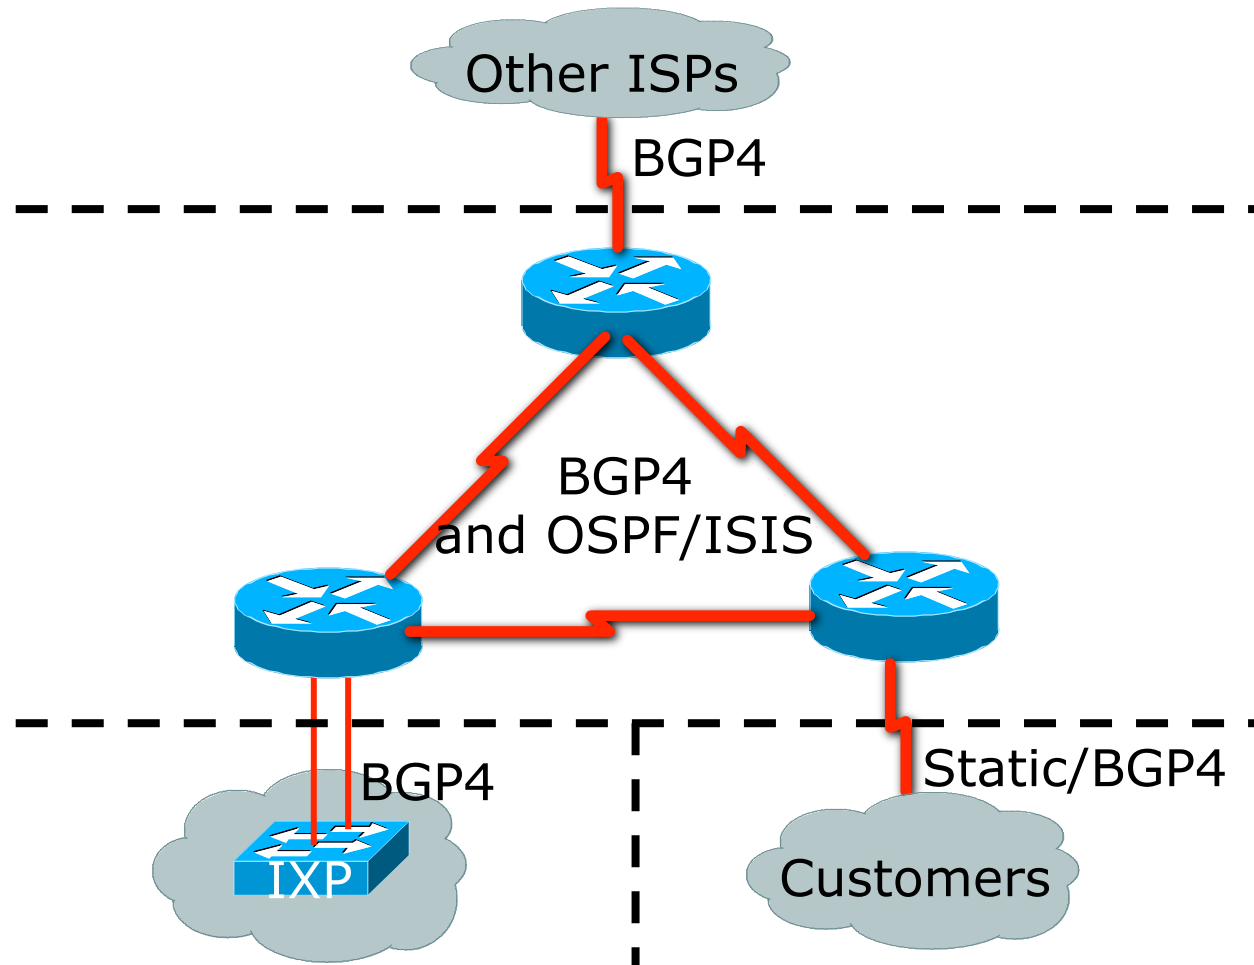 Other ISPs
BGP4
BGP4
and OSPF/ISIS
BGP4
Static/BGP4
IXP
Customers